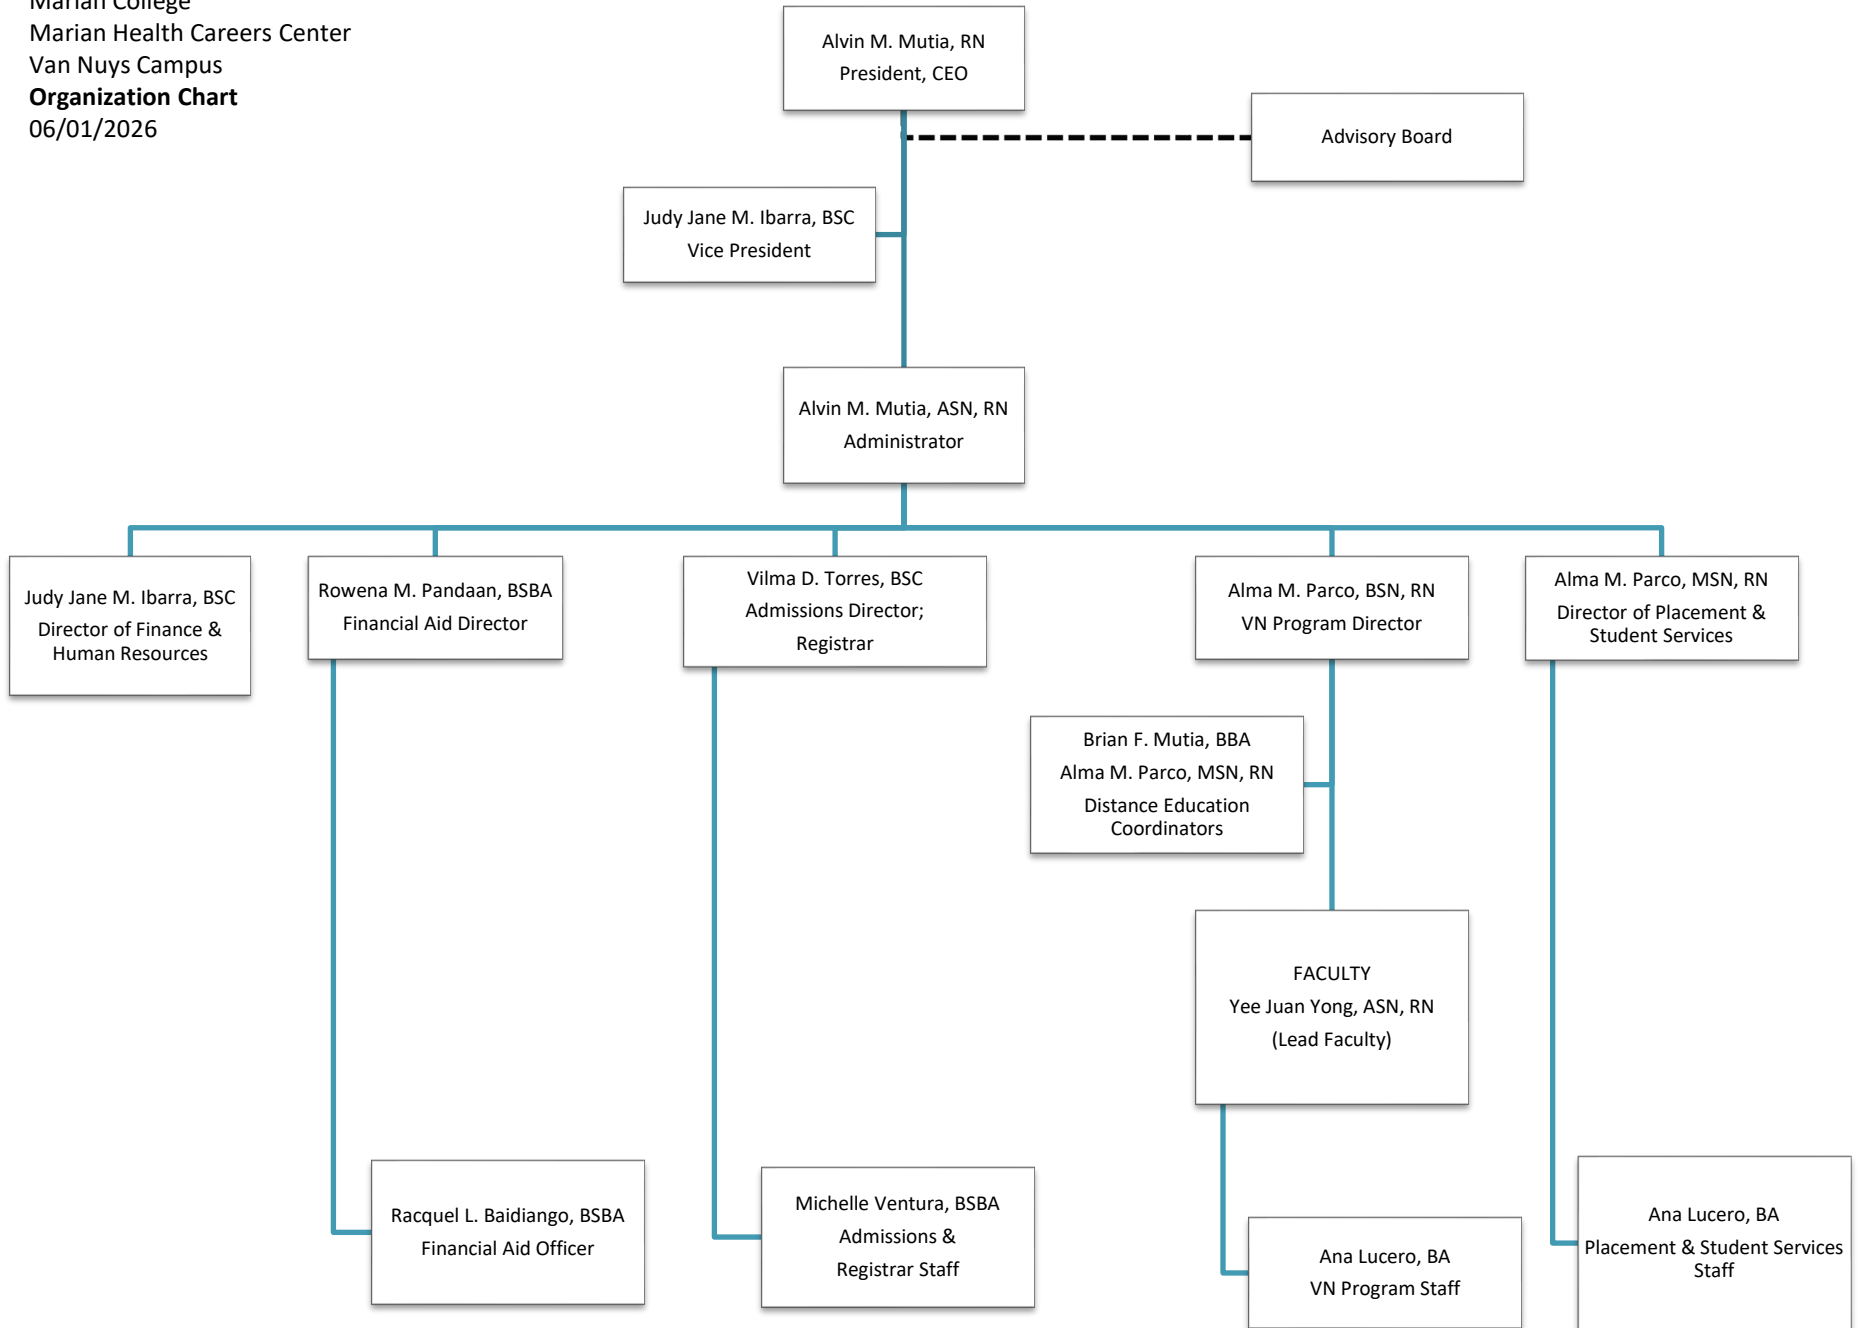 Marian College
Marian Health Careers Center
Van Nuys Campus
Organization Chart
06/01/2026
Alvin M. Mutia, RN
President, CEO
Advisory Board
Judy Jane M. Ibarra, BSC
Vice President
Alvin M. Mutia, ASN, RN
Administrator
Judy Jane M. Ibarra, BSC
Director of Finance &
Human Resources
Rowena M. Pandaan, BSBA
Financial Aid Director
Vilma D. Torres, BSC
Admissions Director;
Registrar
Alma M. Parco, BSN, RN
VN Program Director
Alma M. Parco, MSN, RN
Director of Placement &
Student Services
Brian F. Mutia, BBA
Alma M. Parco, MSN, RN
Distance Education
Coordinators
FACULTY
Yee Juan Yong, ASN, RN
(Lead Faculty)
Racquel L. Baidiango, BSBA
Financial Aid Officer
Michelle Ventura, BSBA
Admissions &
Registrar Staff
Ana Lucero, BA
VN Program Staff
Ana Lucero, BA
Placement & Student Services
Staff